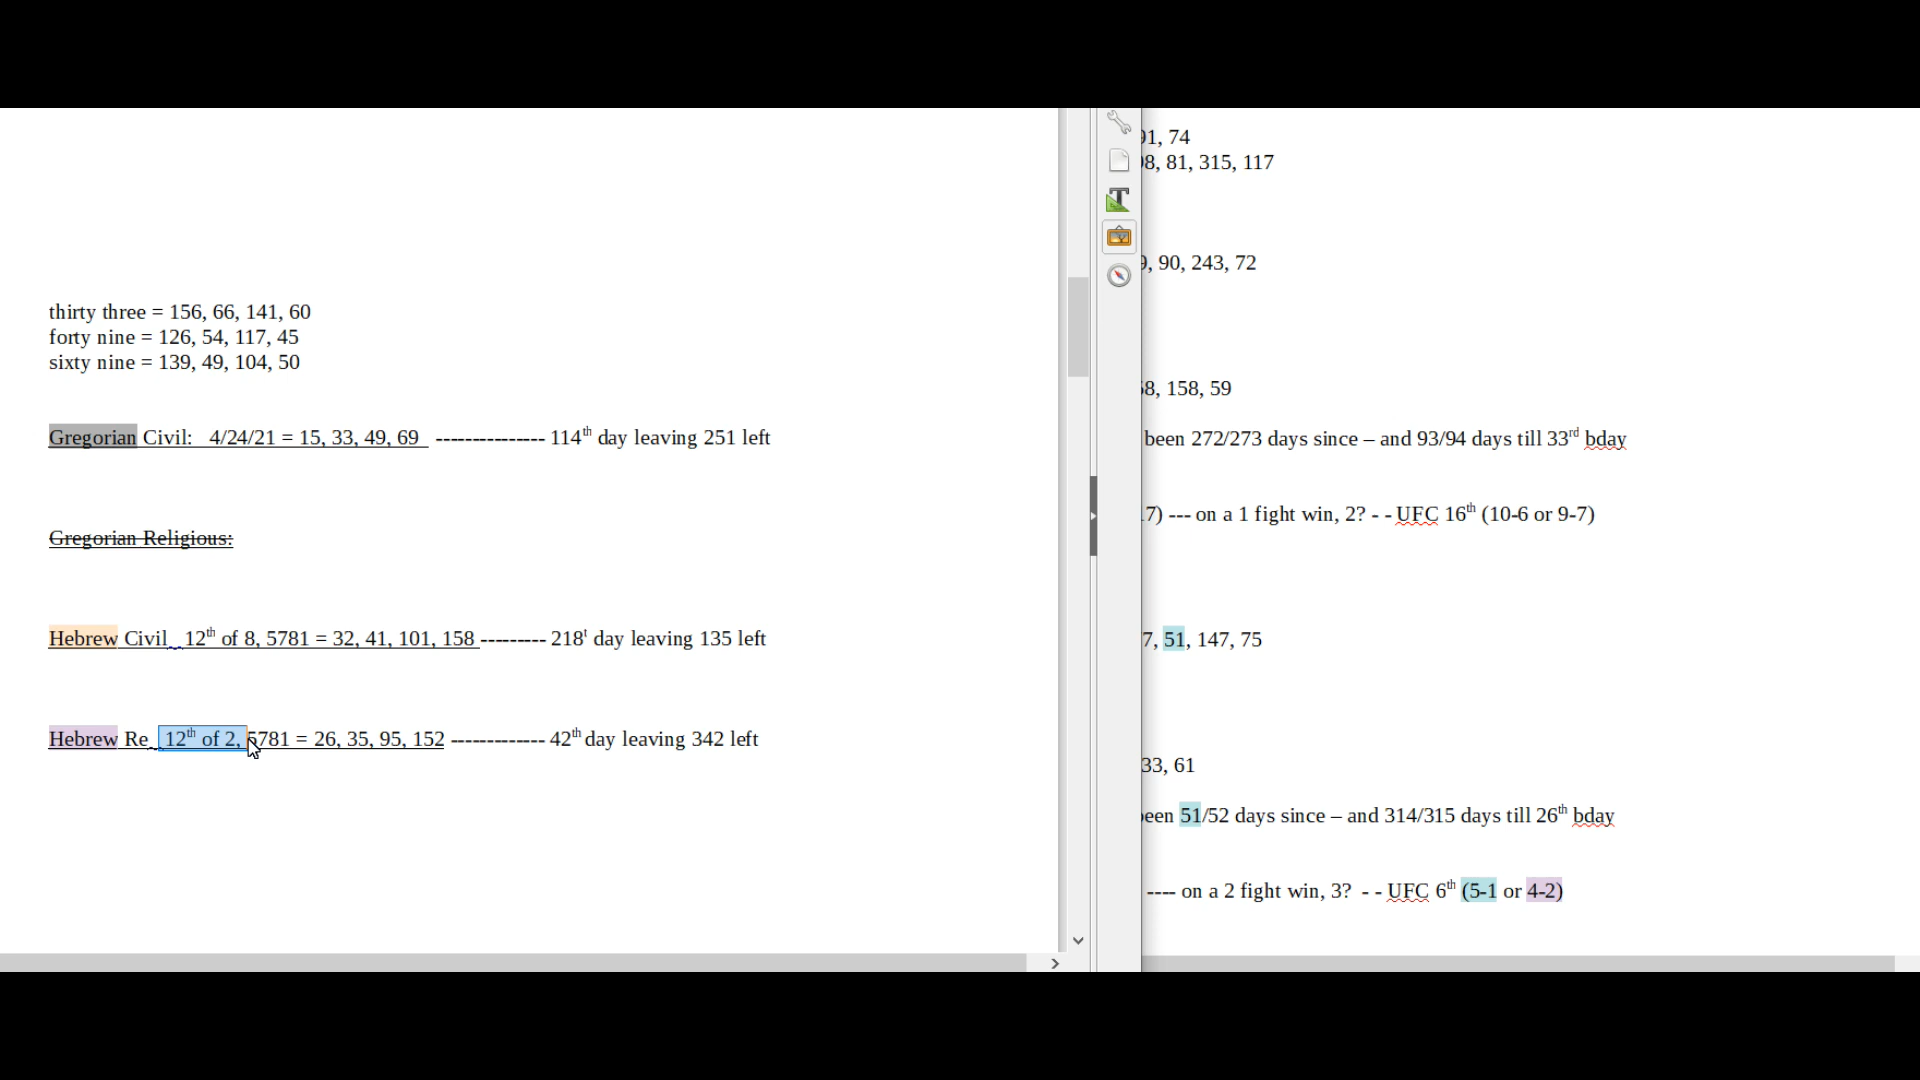 thirty three = 156, 66, 141, 60
forty nine = 126, 54, 117, 45
sixty nine = 139, 49, 104, 50
Gregorian Civil: 4/24/21 = 15, 33, 49, 69 --------------- 114th day leaving 251 left
Gregorian Religious:
Hebrew Civil 12th of 8, 5781 = 32, 41, 101, 158 --------- 218t day leaving 135 left
Hebrew Re 12th of 2, 5781 = 26, 35, 95, 152 ------------- 42th day leaving 342 left
91, 74
98, 81, 315, 117
9, 90, 243, 72
58, 158, 59
been 272/273 days since – and 93/94 days till 33rd bday
7) --- on a 1 fight win, 2? - - UFC 16th (10-6 or 9-7)
7, 51, 147, 75
33, 61
been 51/52 days since – and 314/315 days till 26th bday
---- on a 2 fight win, 3? - - UFC 6th (5-1 or 4-2)